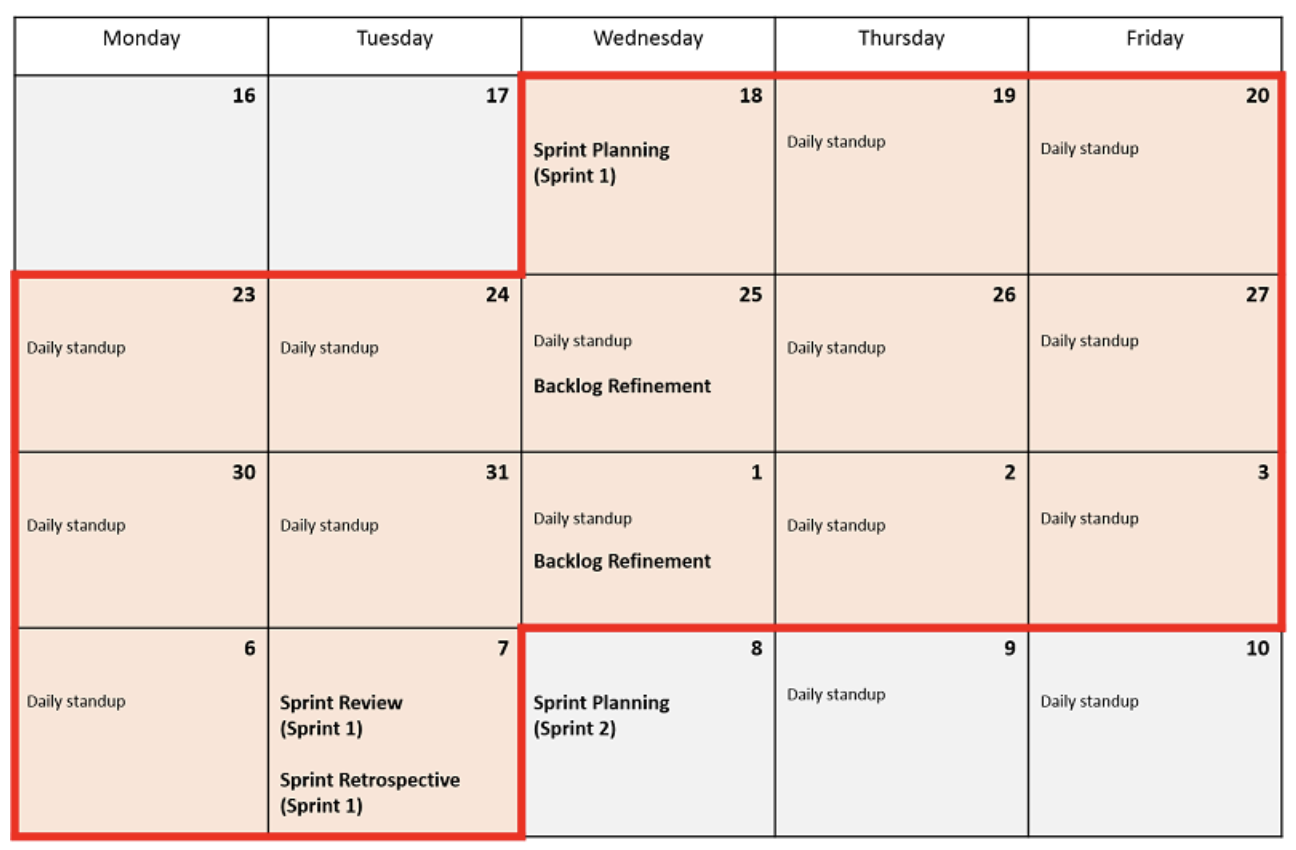 Monday
Tuesday
Wednesday
Thursday
Friday
16
17
18
Sprint Planning
(Sprint 1)
19
Daily standup
20
Daily standup
23
Daily standup
24
Daily standup
25
Daily standup
Backlog Refinement
26
Daily standup
27
Daily standup
30
Daily standup
31
Daily standup
1
Daily standup
Backlog Refinement
2
Daily standup
3
Daily standup
6
Daily standup
7
Sprint Review
(Sprint 1)
Sprint Retrospective
(Sprint 1)
8
Sprint Planning
(Sprint 2)
9
Daily standup
10
Daily standup